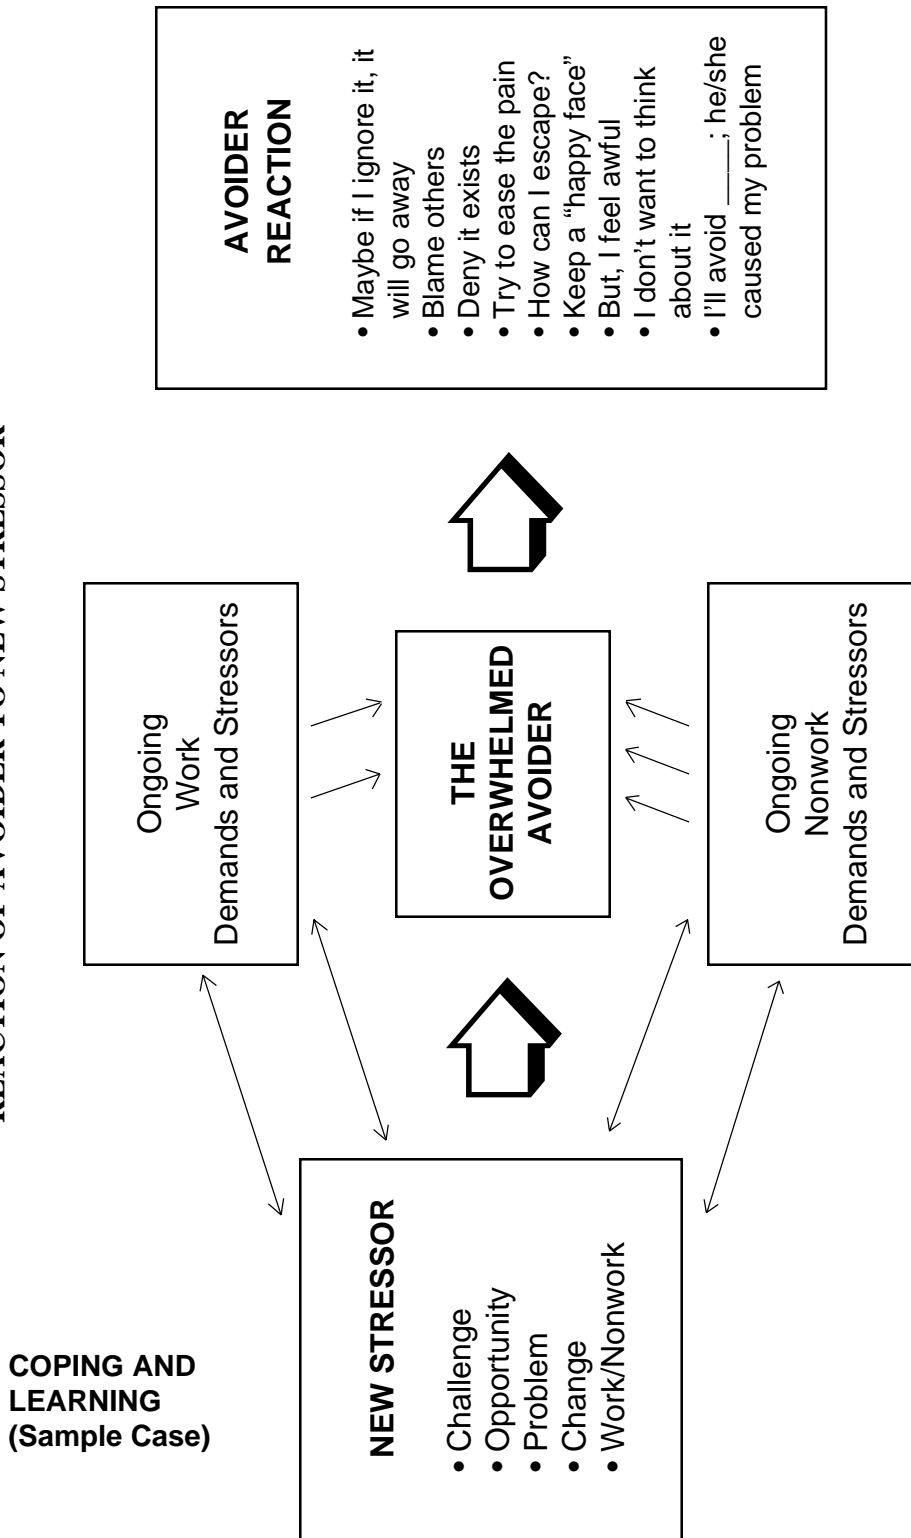 COPING AND
LEARNING
(Sample Case)
REACTION OF AVOIDER TO NEW STRESSOR
NEW STRESSOR
• Challenge
• Opportunity
• Problem
• Change
• Work/Nonwork
Ongoing
Work
Demands and Stressors
THE
OVERWHELMED
AVOIDER
Ongoing
Nonwork
Demands and Stressors
AVOIDER
REACTION
• Maybe if I ignore it, it
will go away
• Blame others
• Deny it exists
• Try to ease the pain
• How can I escape?
• Keep a “happy face”
• But, I feel awful
• I don’t want to think
about it
• I’ll avoid ____; he/she
caused my problem